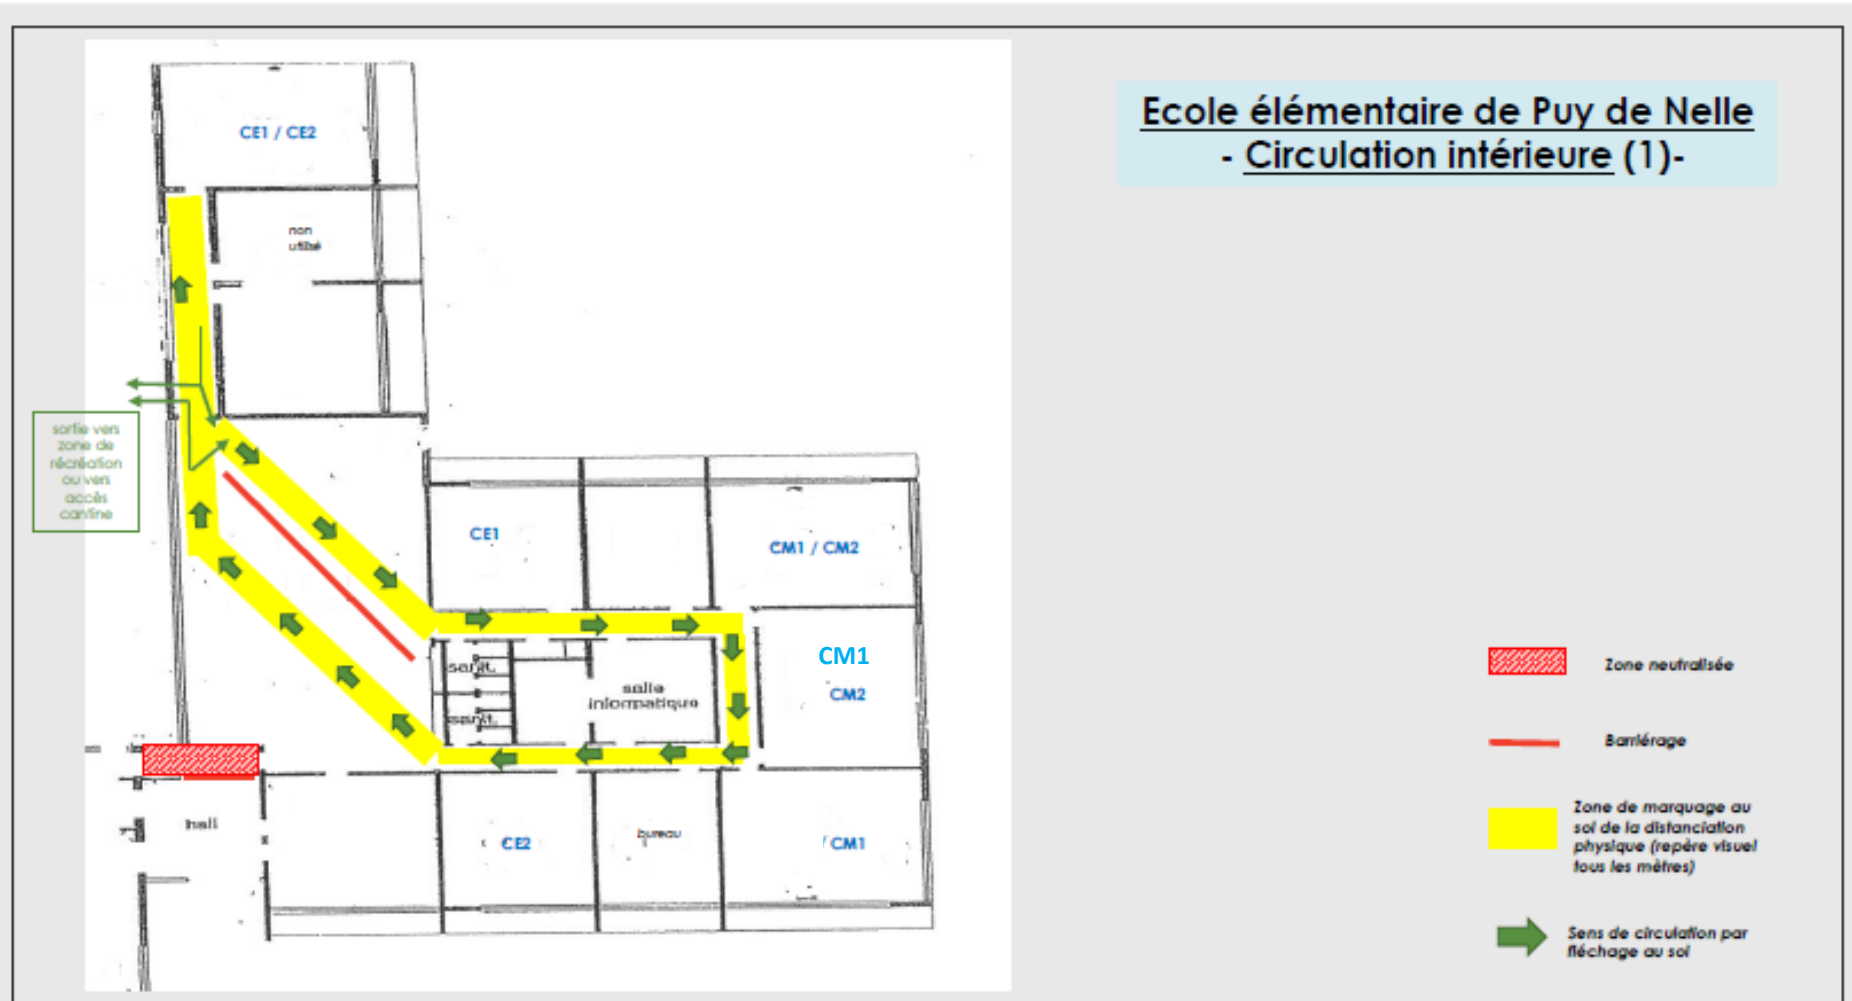 Ecole élémentaire de Puy de Nelle
- Circulation intérieure (1)-
CE1 / CE2
non
utilisé
sortie vers
zone de
récréation
ou vers
accès
cantine
CE1
CM1 / CM2
CM1
CM2
sanit.
salle
informatique
sanit.
hall
CE2
bureau
/ CM1
Zone neutralisée
Barriérage
Zone de marquage au
sol de la distanciation
physique (repère visuel
tous les mètres)
Sens de circulation par
fléchage au sol